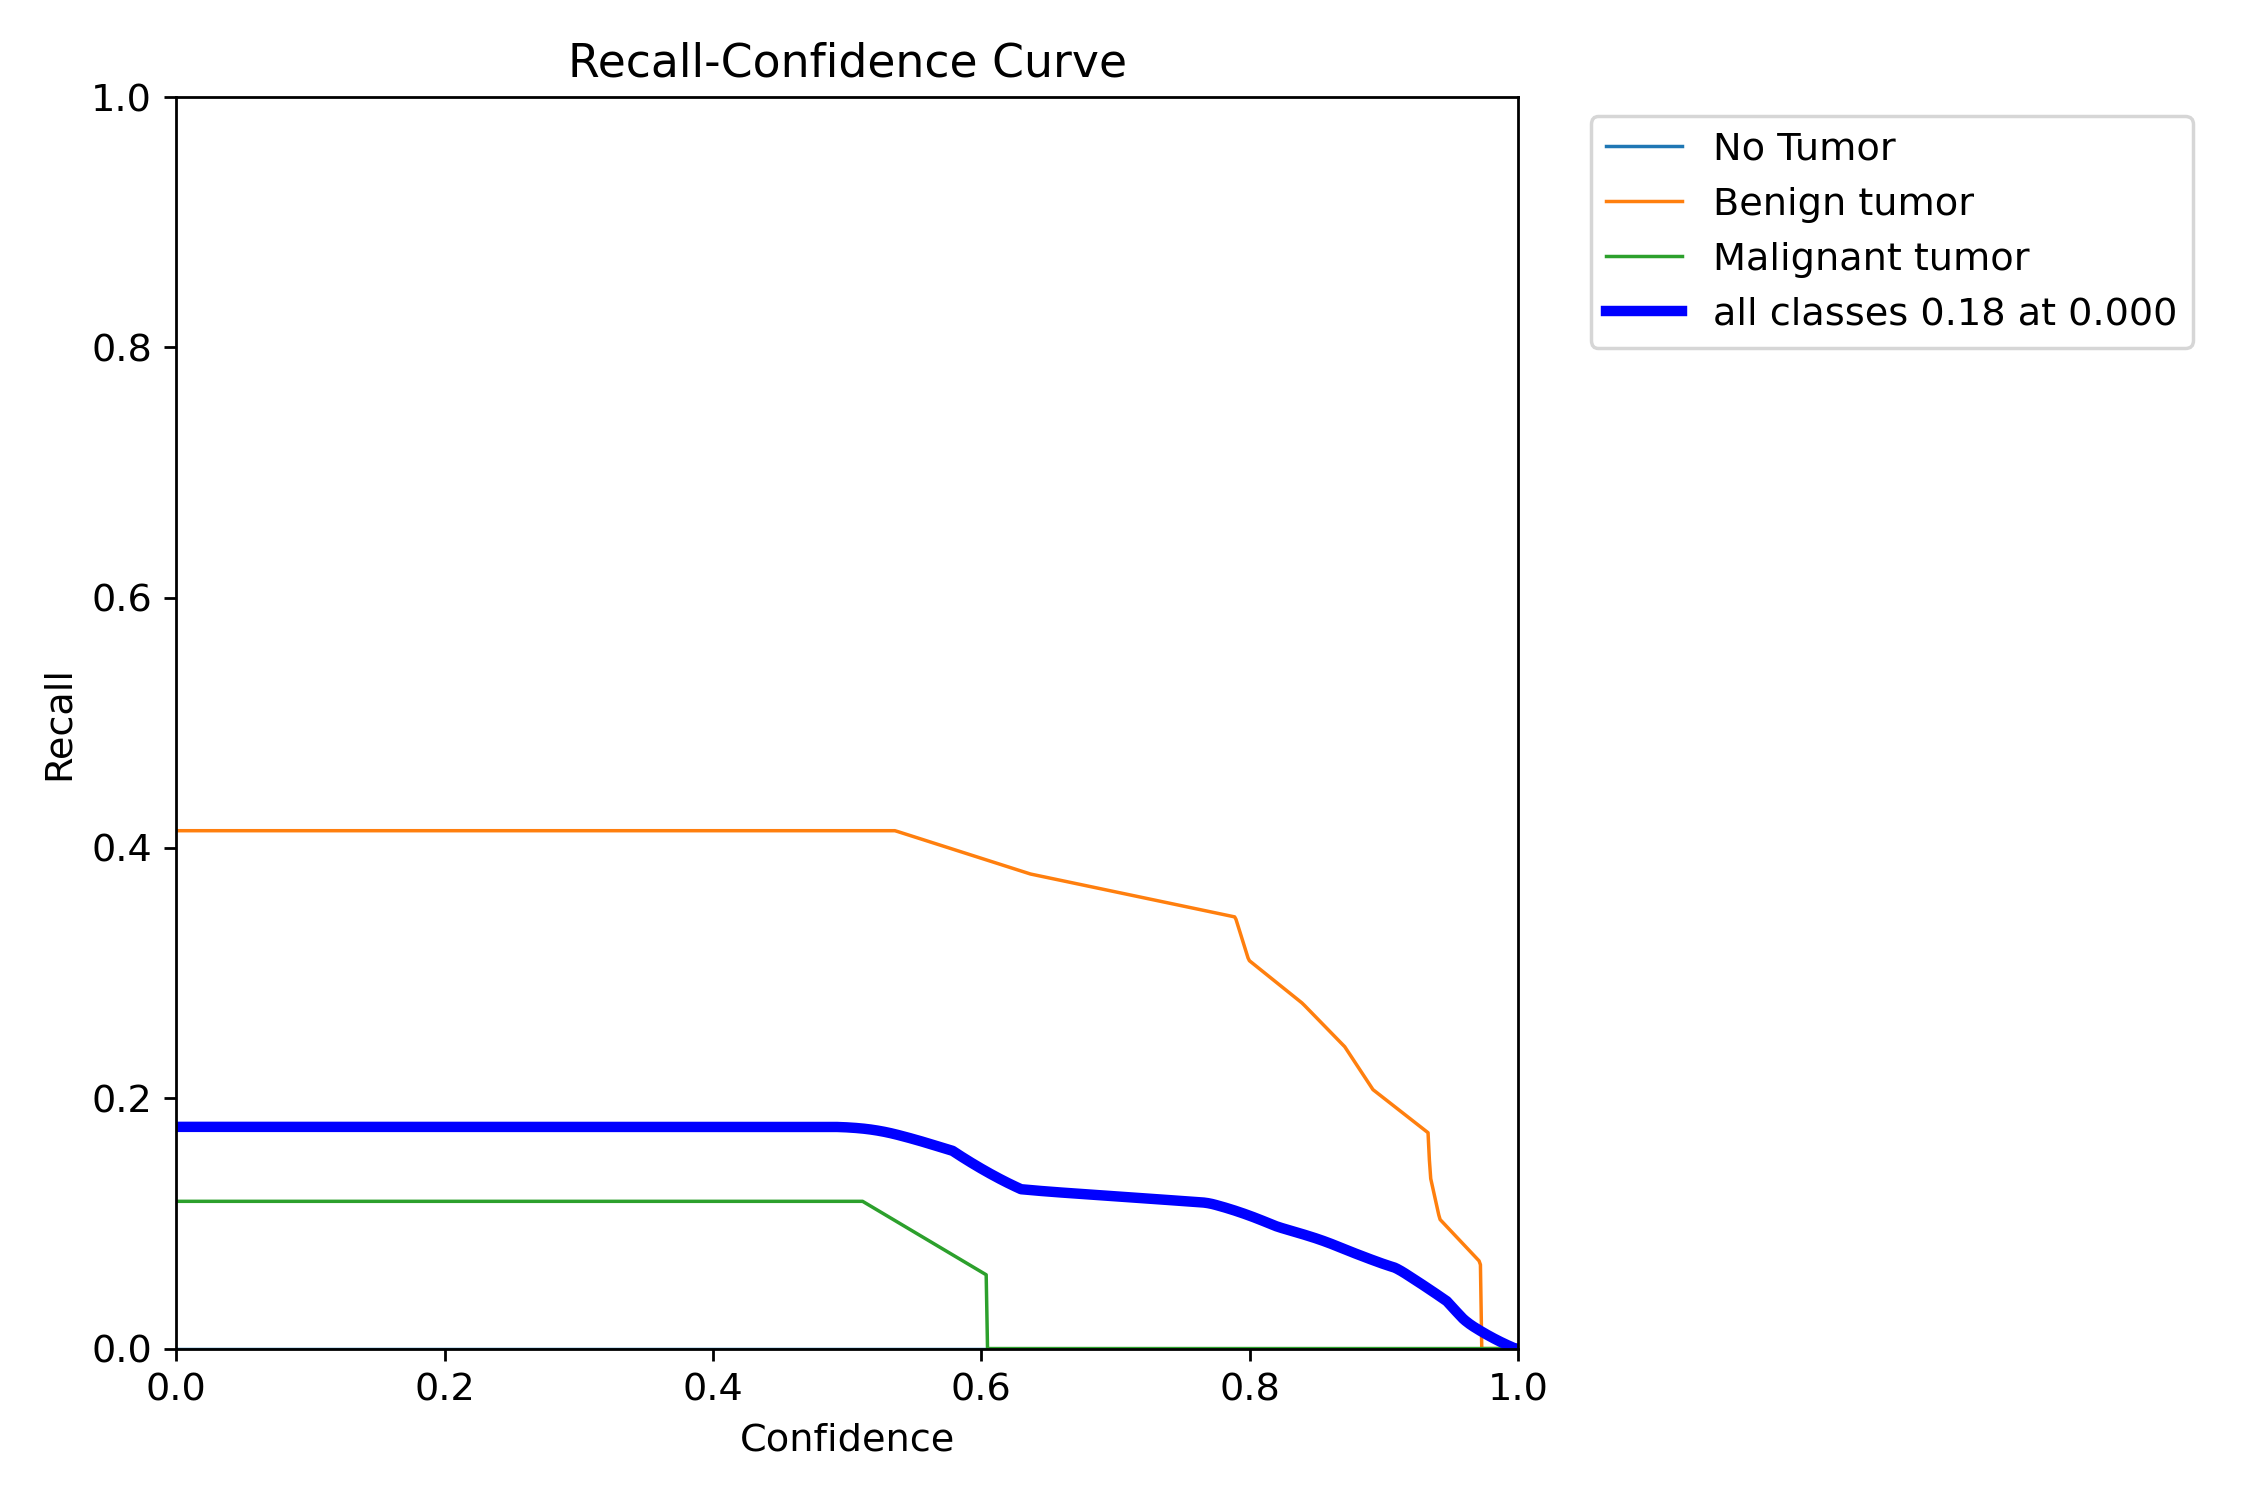 Recall-Confidence Curve
1.0
0.8
0.6
0.4
0.2
0.0
Recall
0.0 0.2 0.4 0.6 0.8 1.0
Confidence
No Tumor
Benign tumor
Malignant tumor
all classes 0.18 at 0.000